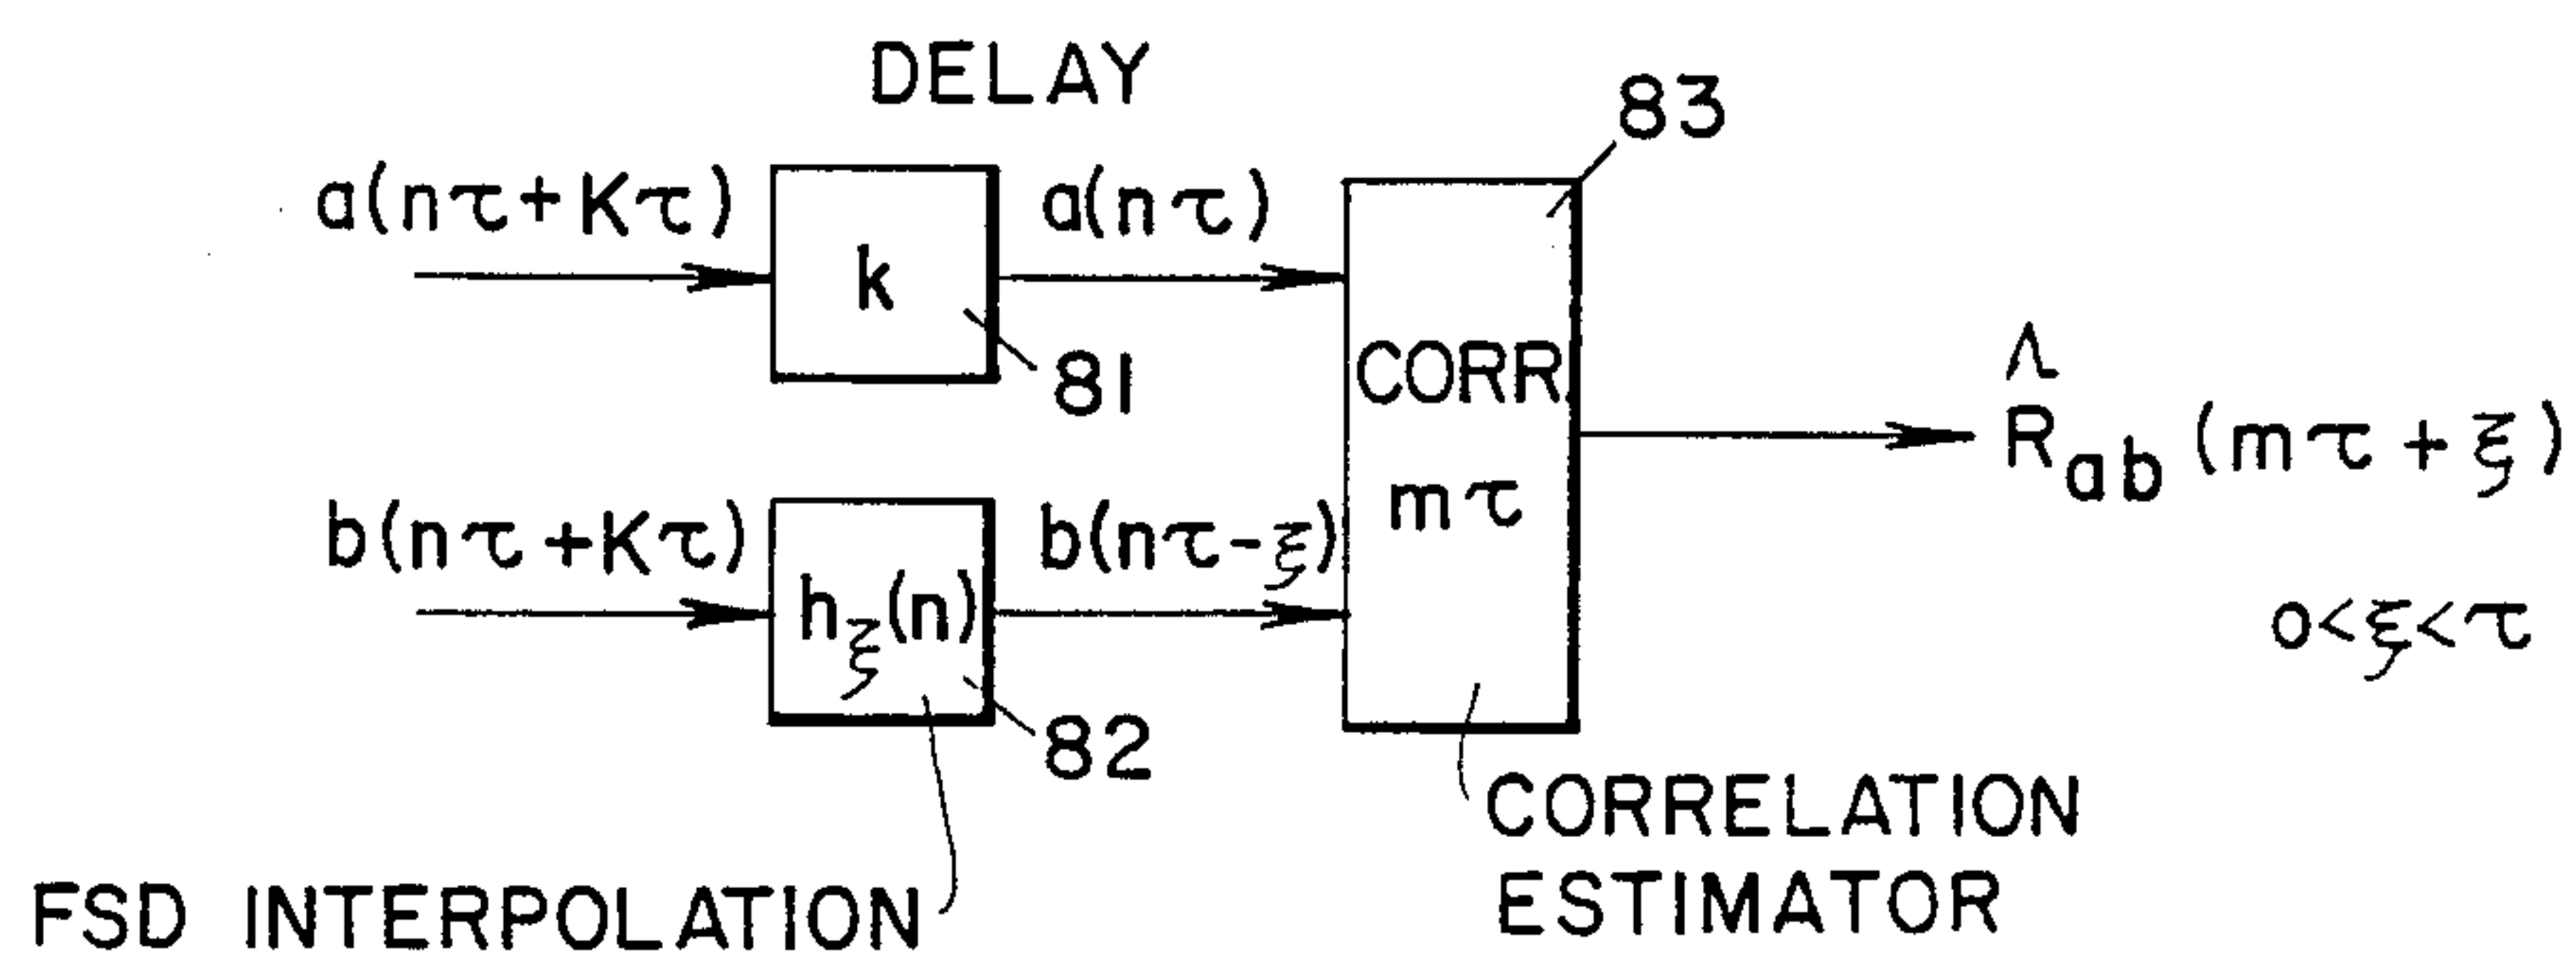 DELAY
83
a(nτ+Kτ)
a(nτ)
k
81
CORR.
mτ
R̂ab (mτ+ξ)
b(nτ+Kτ)
b(nτ-ξ)
hξ(n)
o<ξ<τ
82
CORRELATION
ESTIMATOR
FSD INTERPOLATION